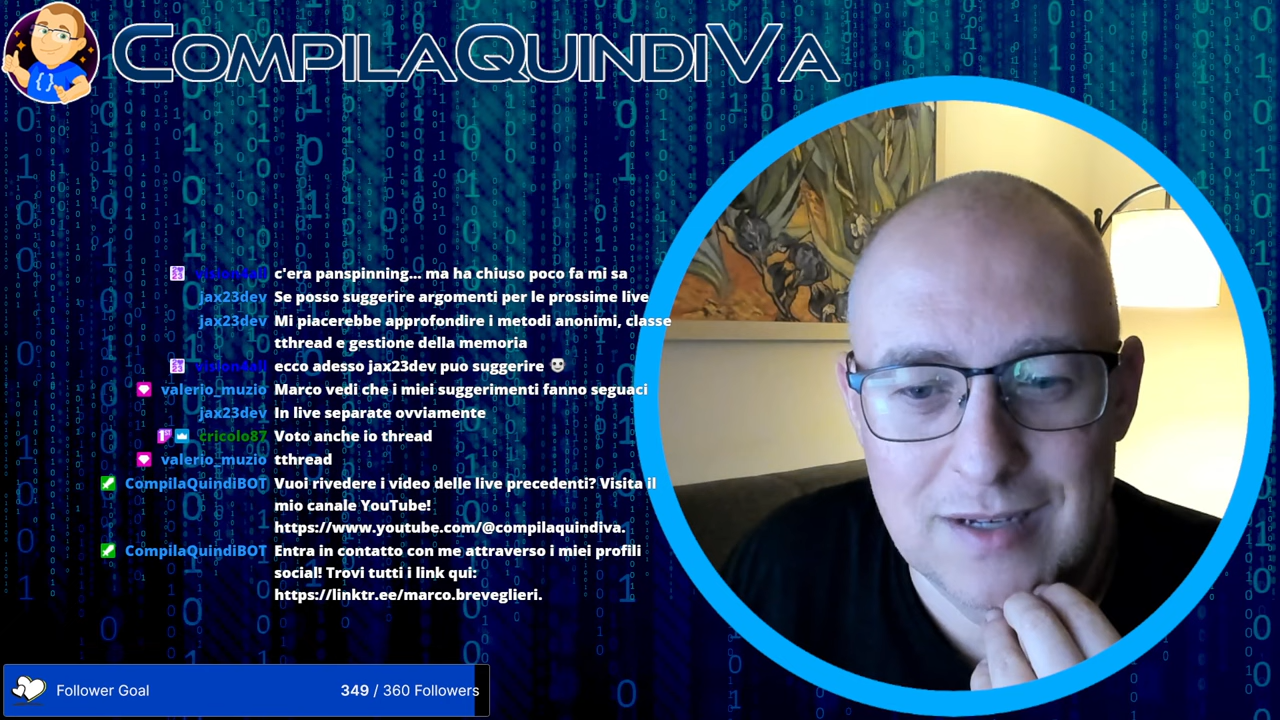 CompilaQuindiVa
vision4all c'era panspinning... ma ha chiuso poco fa mi sa
jax23dev Se posso suggerire argomenti per le prossime live
jax23dev Mi piacerebbe approfondire i metodi anonimi, classe
tthread e gestione della memoria
vision4all ecco adesso jax23dev puo suggerire
valerio_muzio Marco vedi che i miei suggerimenti fanno seguaci
jax23dev In live separate ovviamente
cricolo87 Voto anche io thread
valerio_muzio tthread
CompilaQuindiBOT Vuoi rivedere i video delle live precedenti? Visita il
mio canale YouTube!
https://www.youtube.com/@compilaquindiva.
CompilaQuindiBOT Entra in contatto con me attraverso i miei profili
social! Trovi tutti i link qui:
https://linktr.ee/marco.breveglieri.
Follower Goal 349 / 360 Followers